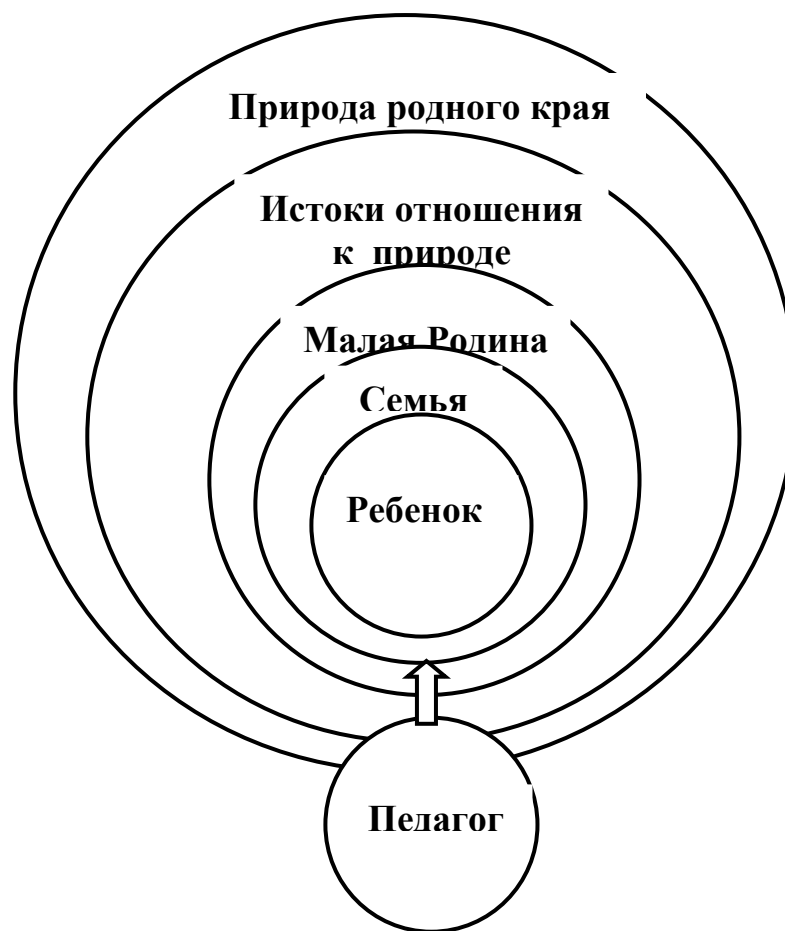 Природа родного края
Истоки отношения
к природе
Малая Родина
Семья
Ребенок
Педагог